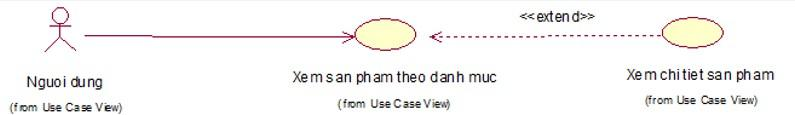 <<extend>>
Nguoi dung
(from Use Case View)
Xem san pham theo danh muc
(from Use Case View)
Xem chi tiet san pham
(from Use Case View)